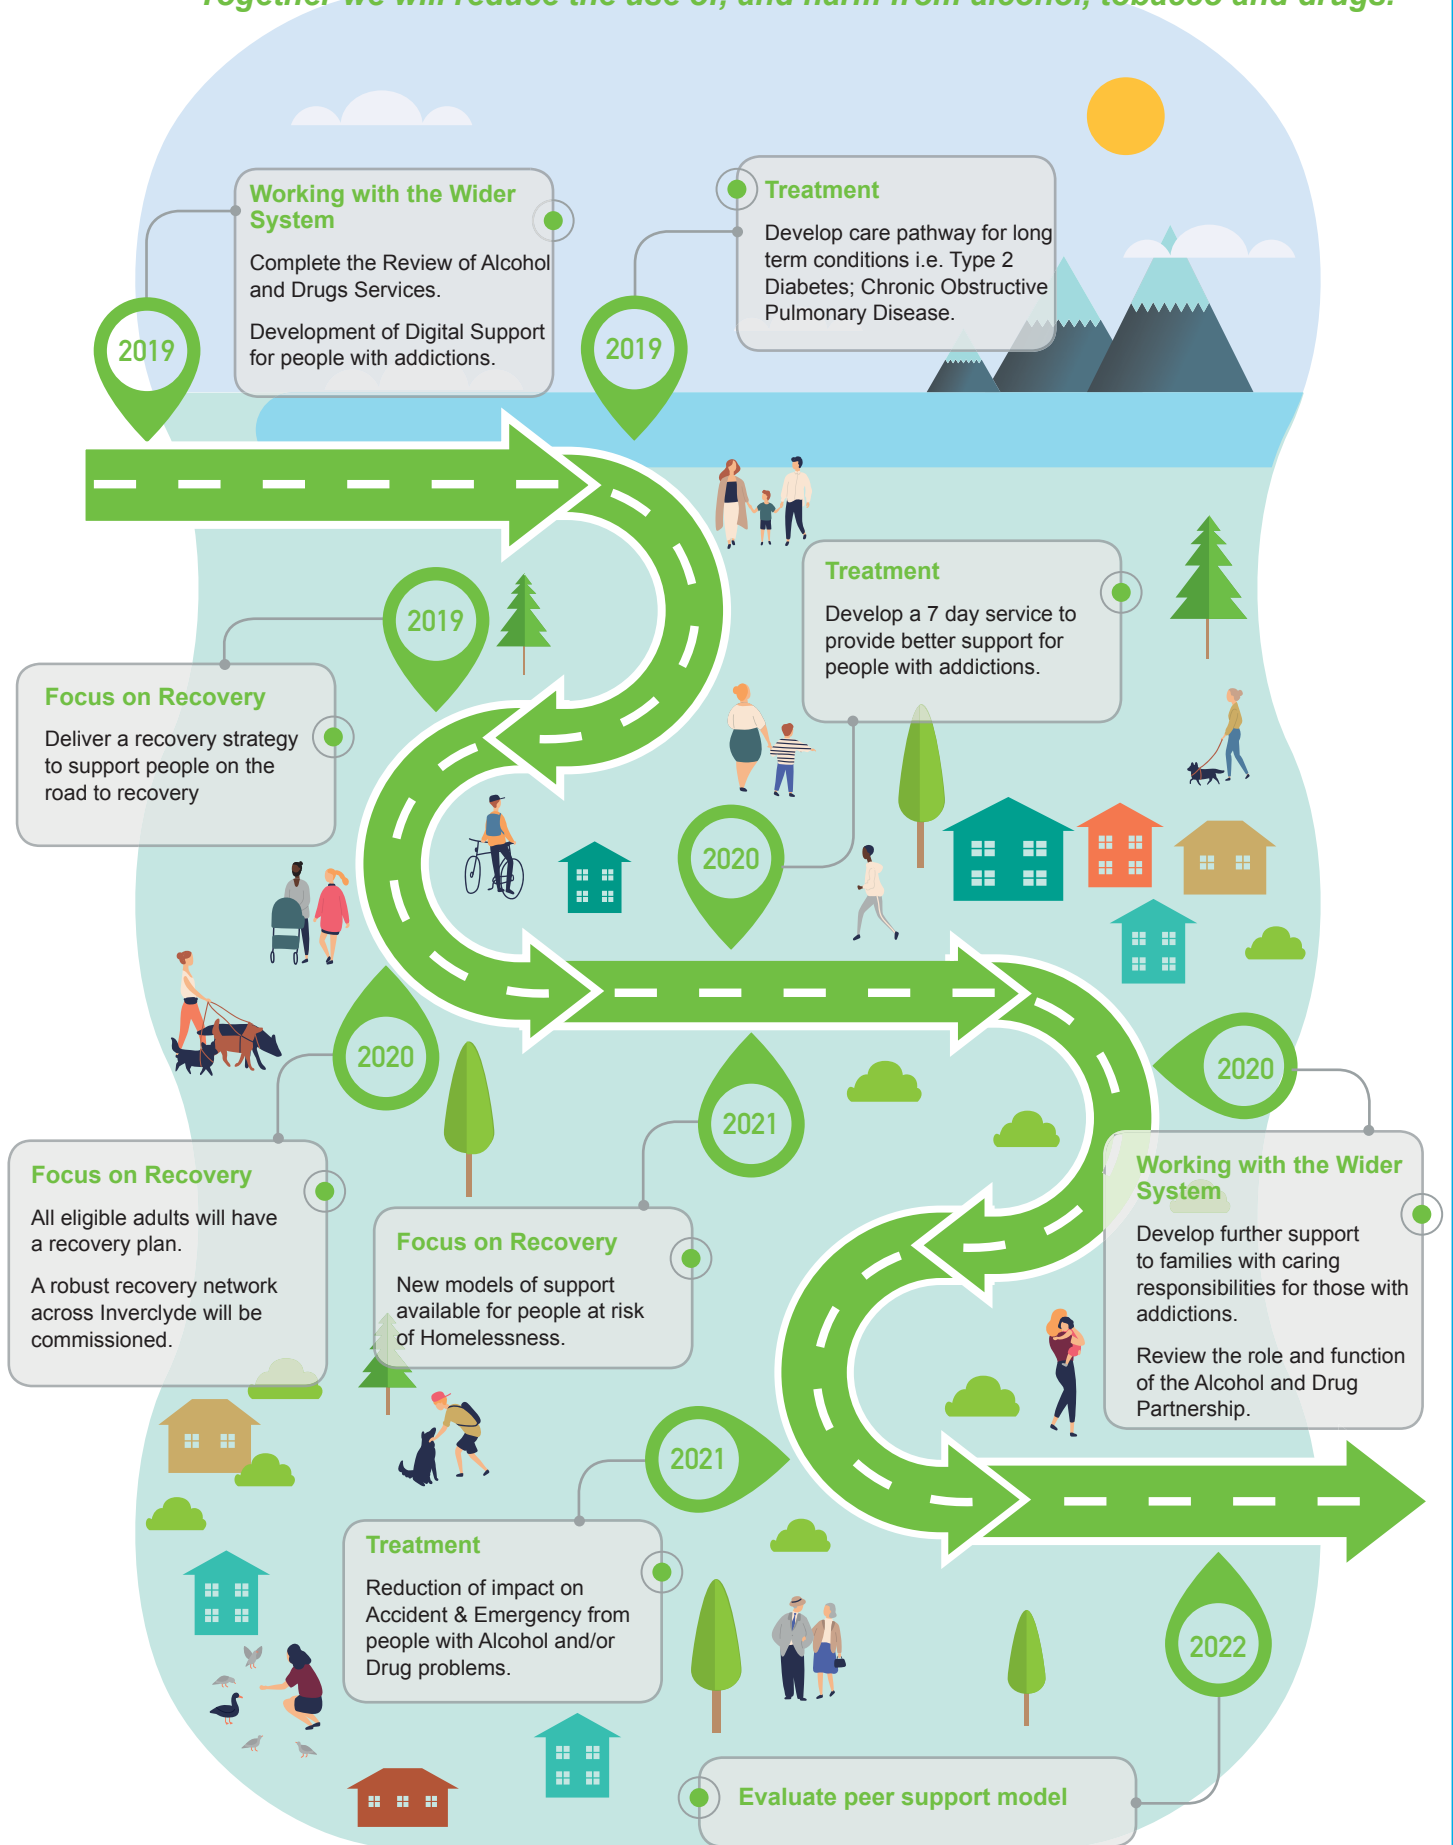 Together we will reduce the use of, and harm from alcohol, tobacco and drugs.
Working with the Wider
System
Complete the Review of Alcohol
and Drugs Services.
Development of Digital Support
for people with addictions.
2019
Treatment
Develop care pathway for long
term conditions i.e. Type 2
Diabetes; Chronic Obstructive
Pulmonary Disease.
2019
2019
Focus on Recovery
Deliver a recovery strategy
to support people on the
road to recovery
Treatment
Develop a 7 day service to
provide better support for
people with addictions.
2020
2020
Focus on Recovery
All eligible adults will have
a recovery plan.
A robust recovery network
across Inverclyde will be
commissioned.
2021
Focus on Recovery
New models of support
available for people at risk
of Homelessness.
2020
Working with the Wider
System
Develop further support
to families with caring
responsibilities for those with
addictions.
Review the role and function
of the Alcohol and Drug
Partnership.
2021
Treatment
Reduction of impact on
Accident & Emergency from
people with Alcohol and/or
Drug problems.
2022
Evaluate peer support model